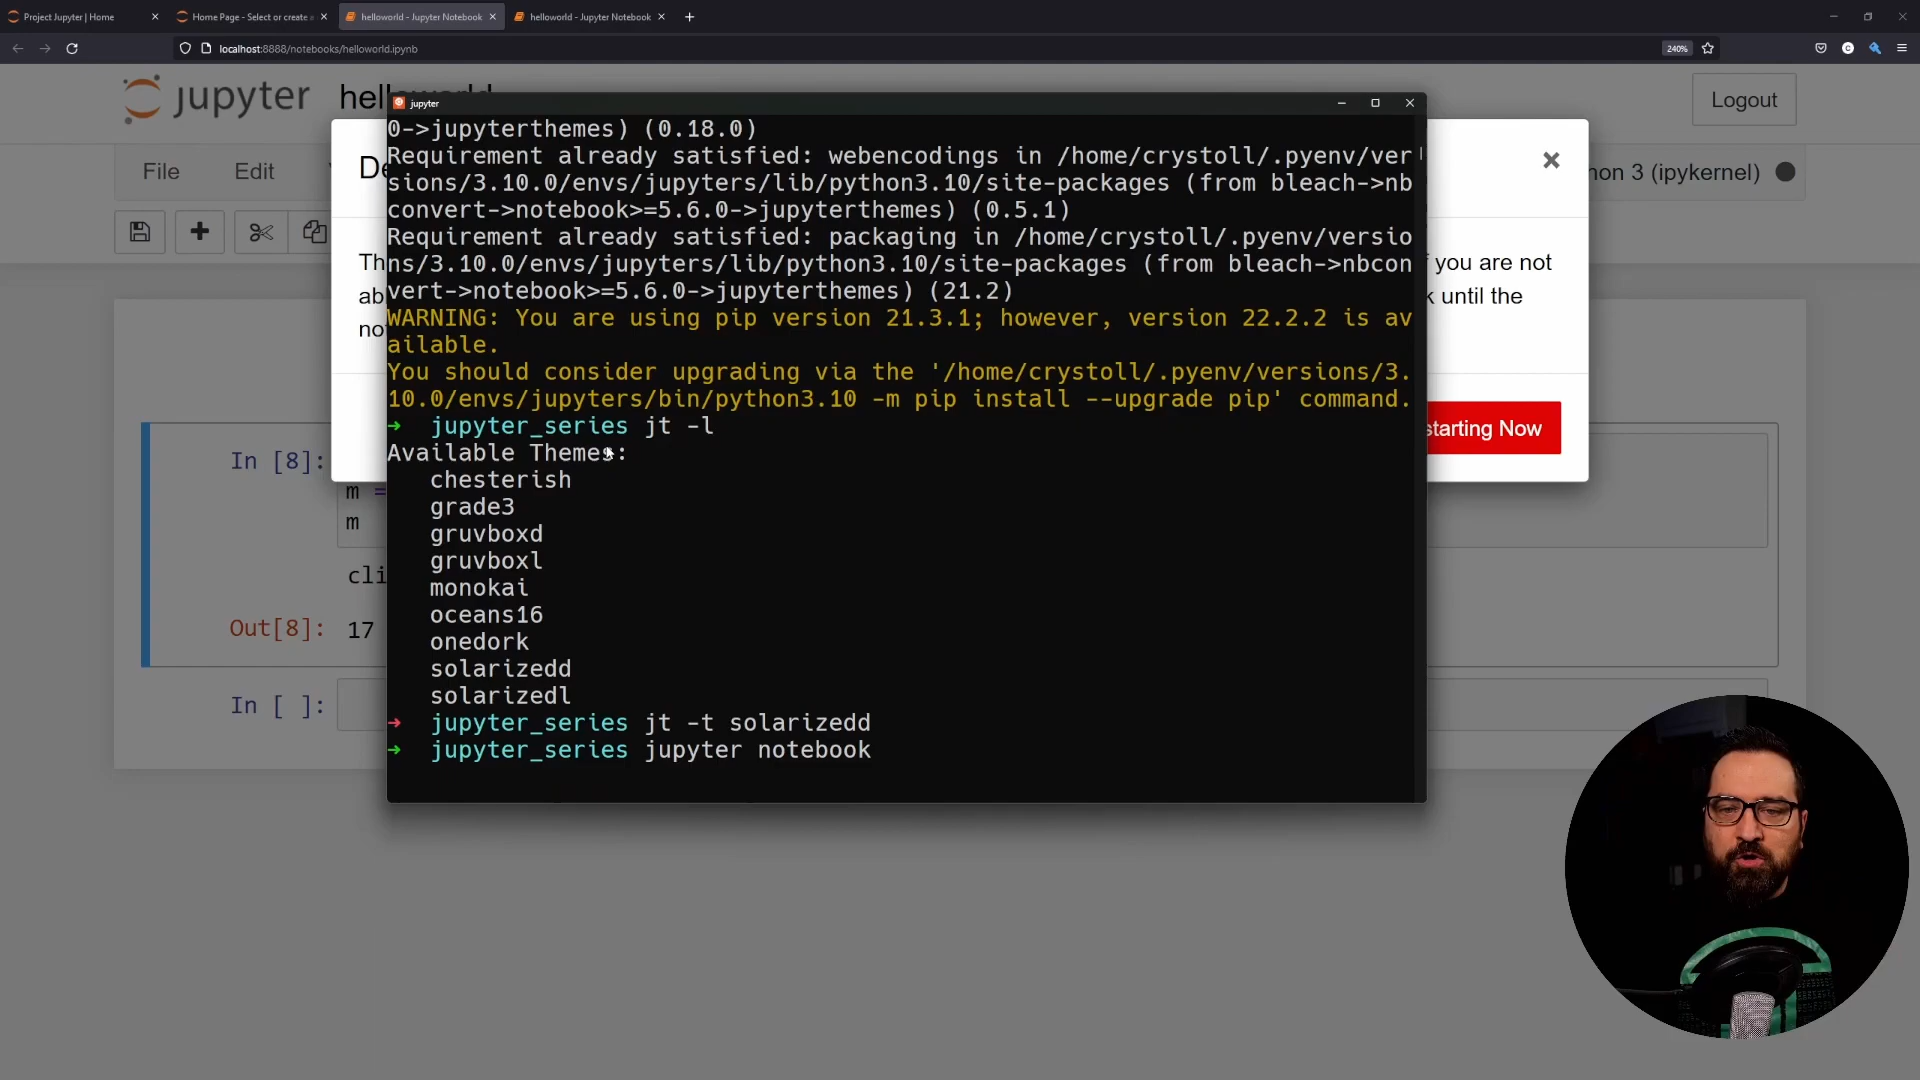 Project Jupyter | Home
Home Page - Select or create a
helloworld - Jupyter Notebook
helloworld - Jupyter Notebook
localhost:8888/notebooks/helloworld.ipynb
240%
jupyter
Logout
File
Edit
hon 3 (ipykernel)
jupyter
0->jupyterthemes) (0.18.0)
Requirement already satisfied: webencodings in /home/crystoll/.pyenv/ver
sions/3.10.0/envs/jupyters/lib/python3.10/site-packages (from bleach->nb
convert->notebook>=5.6.0->jupyterthemes) (0.5.1)
Requirement already satisfied: packaging in /home/crystoll/.pyenv/versio
ns/3.10.0/envs/jupyters/lib/python3.10/site-packages (from bleach->nbcon
vert->notebook>=5.6.0->jupyterthemes) (21.2)
WARNING: You are using pip version 21.3.1; however, version 22.2.2 is av
ailable.
You should consider upgrading via the '/home/crystoll/.pyenv/versions/3.
10.0/envs/jupyters/bin/python3.10 -m pip install --upgrade pip' command.
➜ jupyter_series jt -l
Available Themes:
chesterish
grade3
gruvboxd
gruvboxl
monokai
oceans16
onedork
solarizedd
solarizedl
➜ jupyter_series jt -t solarizedd
➜ jupyter_series jupyter notebook
De
Th
ab
no
you are not
k until the
starting Now
In [8]:
m =
m
cli
Out[8]: 17
In [ ]: